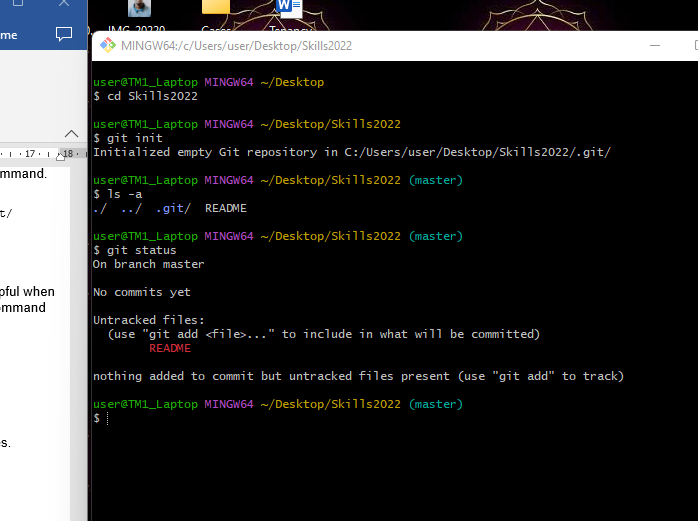 me
IMG-20220
Cases
Tenancy
MINGW64:/c/Users/user/Desktop/Skills2022
17
18
mmand.
t/
pful when
ommand
s.
user@TM1_Laptop MINGW64 ~/Desktop
$ cd Skills2022
user@TM1_Laptop MINGW64 ~/Desktop/Skills2022
$ git init
Initialized empty Git repository in C:/Users/user/Desktop/Skills2022/.git/
user@TM1_Laptop MINGW64 ~/Desktop/Skills2022 (master)
$ ls -a
./  ../  .git/  README
user@TM1_Laptop MINGW64 ~/Desktop/Skills2022 (master)
$ git status
On branch master
No commits yet
Untracked files:
  (use "git add <file>..." to include in what will be committed)
        README
nothing added to commit but untracked files present (use "git add" to track)
user@TM1_Laptop MINGW64 ~/Desktop/Skills2022 (master)
$